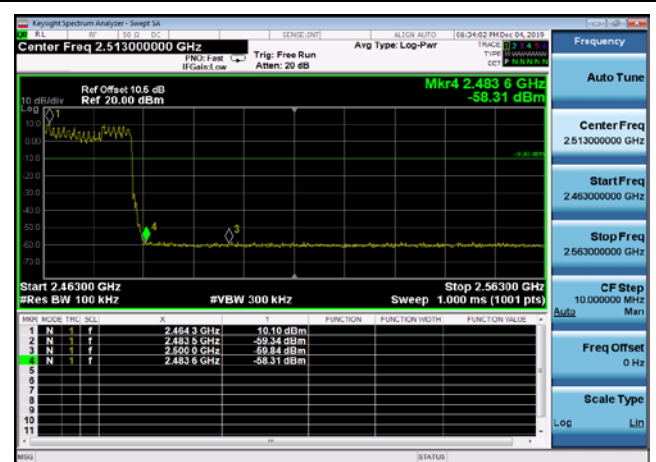 Keysight Spectrum Analyzer - Swept SA
RL RF 50 Ω DC SENSE:INT ALIGN AUTO 06:34:02 PM Dec 04, 2019
Center Freq 2.513000000 GHz
PNO: Fast
IFGain:Low
Trig: Free Run
Atten: 20 dB
Avg Type: Log-Pwr
TRACE 1 2 3 4 5 6
TYPE
DET P N N N N N
Frequency
Ref Offset 10.6 dB
10 dB/div Ref 20.00 dBm
Log
Mkr4 2.483 6 GHz
-58.31 dBm
10.0
0.00
-10.0
-20.0
-30.0
-40.0
-50.0
-60.0
-70.0
1
4
3
-9.90 dBm
Start 2.46300 GHz
Stop 2.56300 GHz
#Res BW 100 kHz #VBW 300 kHz Sweep 1.000 ms (1001 pts)
MKR MODE TRC SCL X Y FUNCTION FUNCTION WIDTH FUNCTION VALUE
1 N 1 f 2.464 3 GHz 10.10 dBm
2 N 1 f 2.483 5 GHz -59.34 dBm
3 N 1 f 2.500 0 GHz -59.84 dBm
4 N 1 f 2.483 6 GHz -58.31 dBm
5
6
7
8
9
10
11
MSG STATUS
Auto Tune
Center Freq
2.513000000 GHz
Start Freq
2.463000000 GHz
Stop Freq
2.563000000 GHz
CF Step
10.000000 MHz
Auto Man
Freq Offset
0 Hz
Scale Type
Log Lin